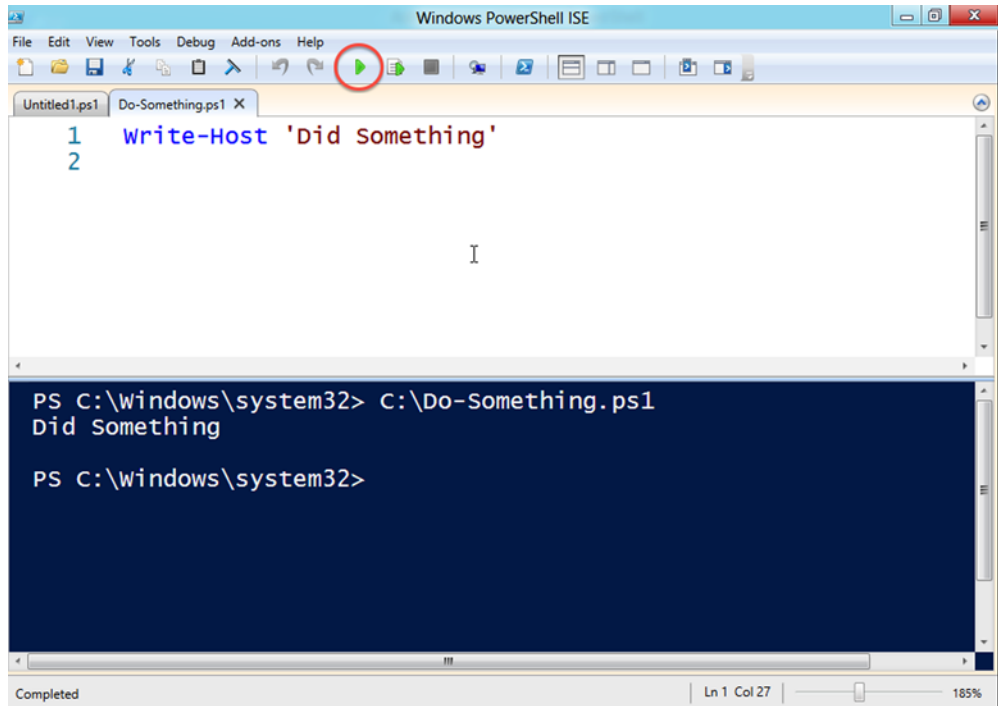 Windows PowerShell ISE
File Edit View Tools Debug Add-ons Help
Untitled1.ps1 Do-Something.ps1 X
1 Write-Host 'Did Something'
2
PS C:\Windows\system32> C:\Do-Something.ps1
Did Something
PS C:\Windows\system32>
Completed Ln 1 Col 27 185%